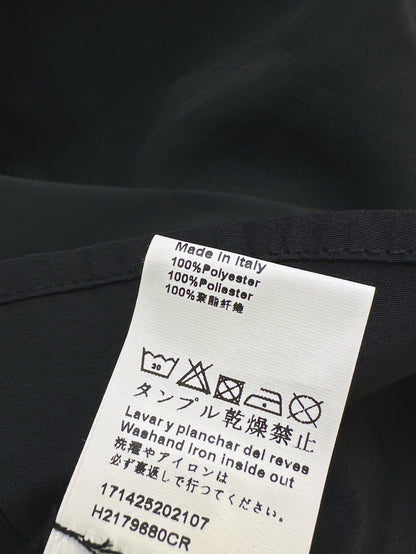 Made in Italy
100%Polyester
100%Poliester
100%聚脂纤维
30
タンブル乾燥禁止
Lavar y planchar del reves
Washand iron inside out
洗濯やアイロンは
必ず裏返しで行ってください。
171425202107
H2179680CR